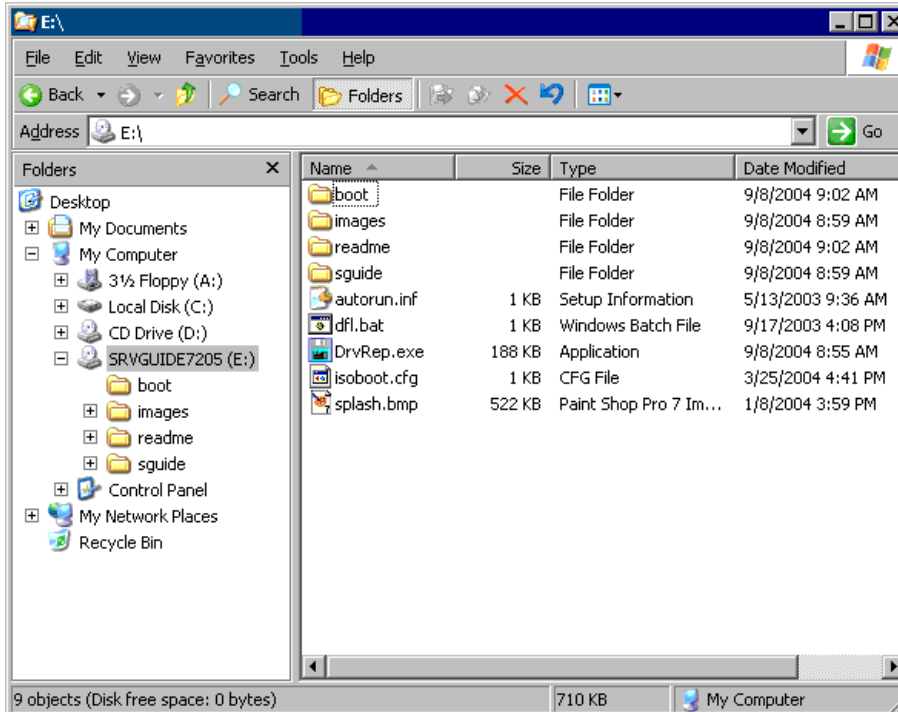 E:\
File Edit View Favorites Tools Help
Back Search Folders
Address E:\ Go
Folders
Desktop
My Documents
My Computer
3½ Floppy (A:)
Local Disk (C:)
CD Drive (D:)
SRVGUIDE7205 (E:)
boot
images
readme
sguide
Control Panel
My Network Places
Recycle Bin
Name Size Type Date Modified
boot File Folder 9/8/2004 9:02 AM
images File Folder 9/8/2004 8:59 AM
readme File Folder 9/8/2004 9:02 AM
sguide File Folder 9/8/2004 8:59 AM
autorun.inf 1 KB Setup Information 5/13/2003 9:36 AM
dfl.bat 1 KB Windows Batch File 9/17/2003 4:08 PM
DrvRep.exe 188 KB Application 9/8/2004 8:55 AM
isoboot.cfg 1 KB CFG File 3/25/2004 4:41 PM
splash.bmp 522 KB Paint Shop Pro 7 Im... 1/8/2004 3:59 PM
9 objects (Disk free space: 0 bytes) 710 KB My Computer